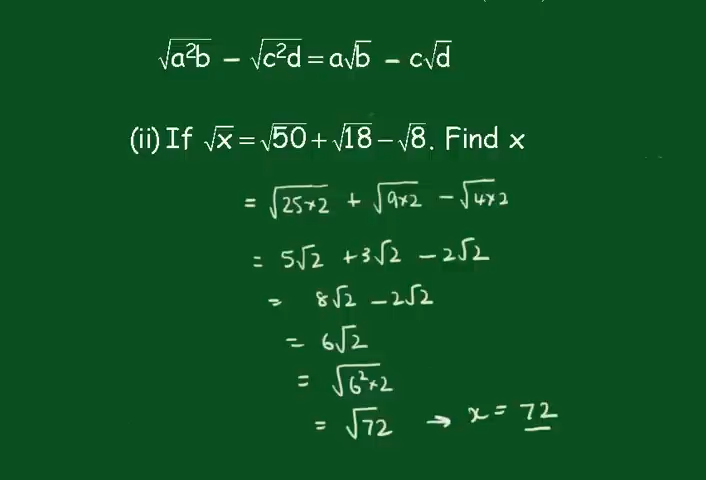 √a²b − √c²d = a√b − c√d
(ii) If √x = √50 + √18 − √8. Find x
= √25×2 + √9×2 − √4×2
= 5√2 + 3√2 − 2√2
= 8√2 − 2√2
= 6√2
= √6²×2
= √72 → x = 72